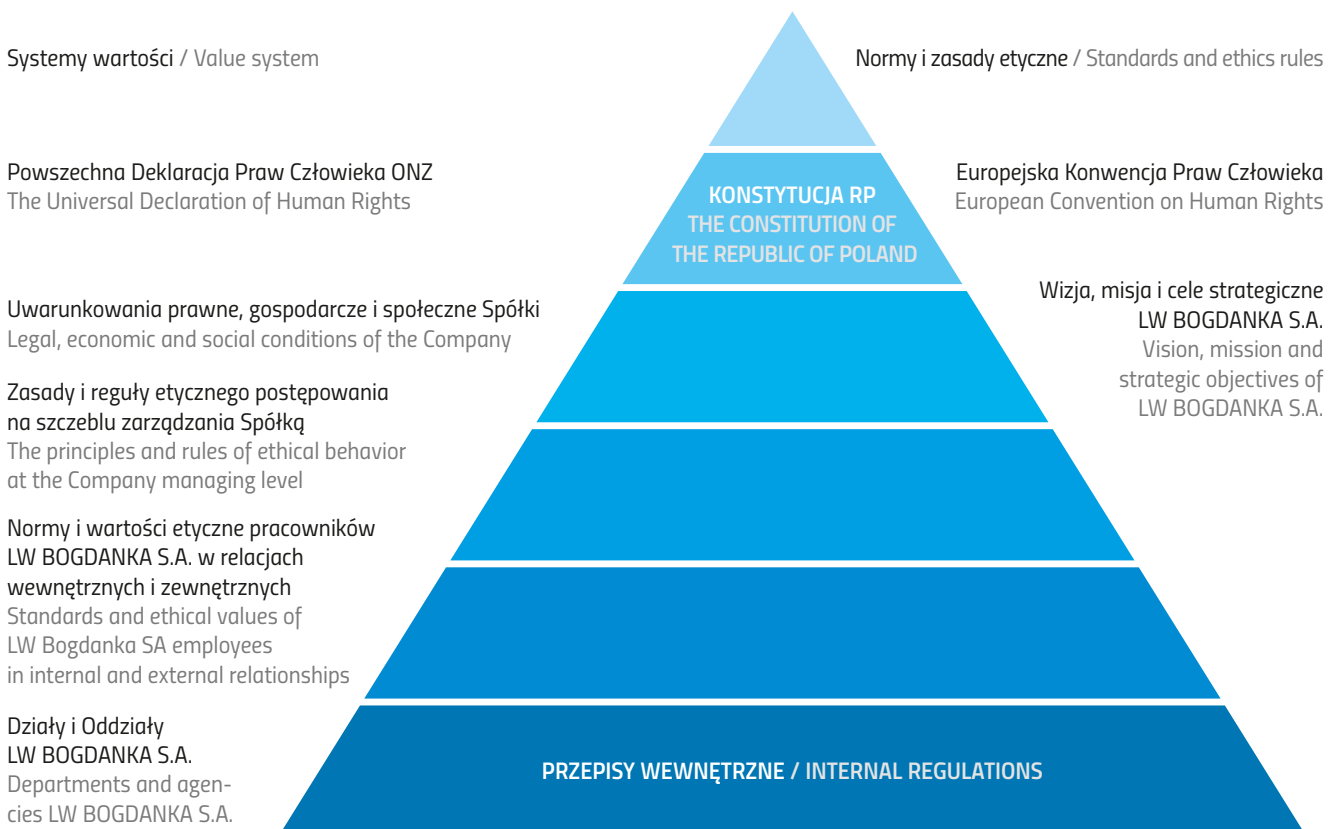 Systemy wartości / Value system
Normy i zasady etyczne / Standards and ethics rules
Powszechna Deklaracja Praw Człowieka ONZ
The Universal Declaration of Human Rights
KONSTYTUCJA RP
THE CONSTITUTION OF
THE REPUBLIC OF POLAND
Europejska Konwencja Praw Człowieka
European Convention on Human Rights
Uwarunkowania prawne, gospodarcze i społeczne Spółki
Legal, economic and social conditions of the Company
Wizja, misja i cele strategiczne
LW BOGDANKA S.A.
Vision, mission and
strategic objectives of
LW BOGDANKA S.A.
Zasady i reguły etycznego postępowania
na szczeblu zarządzania Spółką
The principles and rules of ethical behavior
at the Company managing level
Normy i wartości etyczne pracowników
LW BOGDANKA S.A. w relacjach
wewnętrznych i zewnętrznych
Standards and ethical values of
LW Bogdanka SA employees
in internal and external relationships
Działy i Oddziały
LW BOGDANKA S.A.
Departments and agen-
cies LW BOGDANKA S.A.
PRZEPISY WEWNĘTRZNE / INTERNAL REGULATIONS